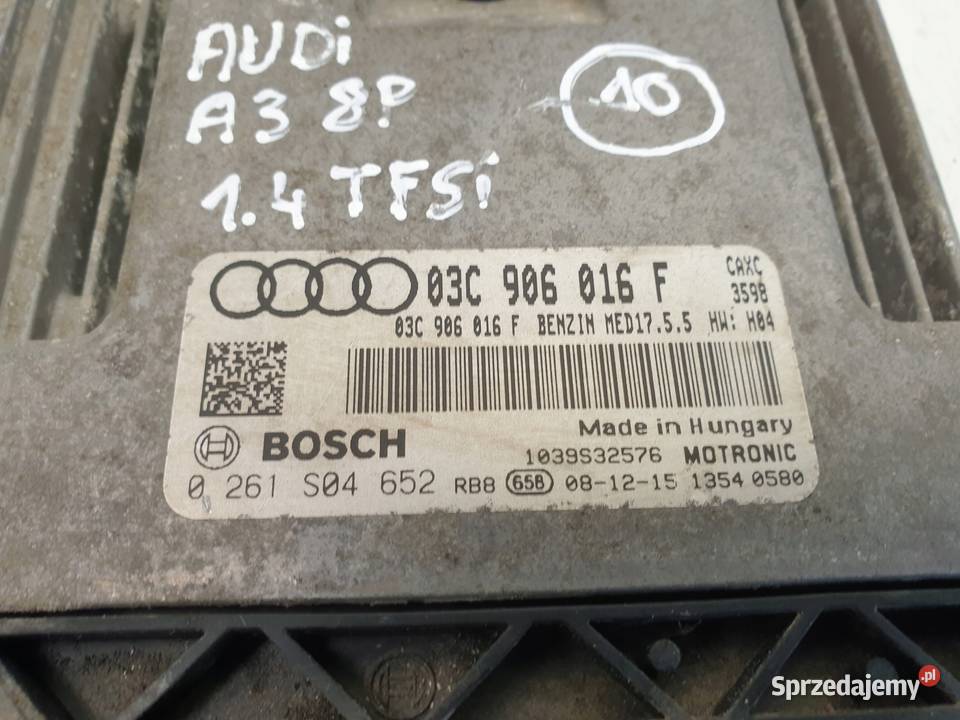 AUDi
A3 8P
10
1.4 TFSi
03C 906 016 F
CAXC
3598
03C 906 016 F BENZIN MED17.5.5 HW: H04
Made in Hungary
BOSCH
1039S32576 MOTRONIC
0 261 S04 652 RB8 658 08-12-15 1354 0580
Sprzedajemy.pl